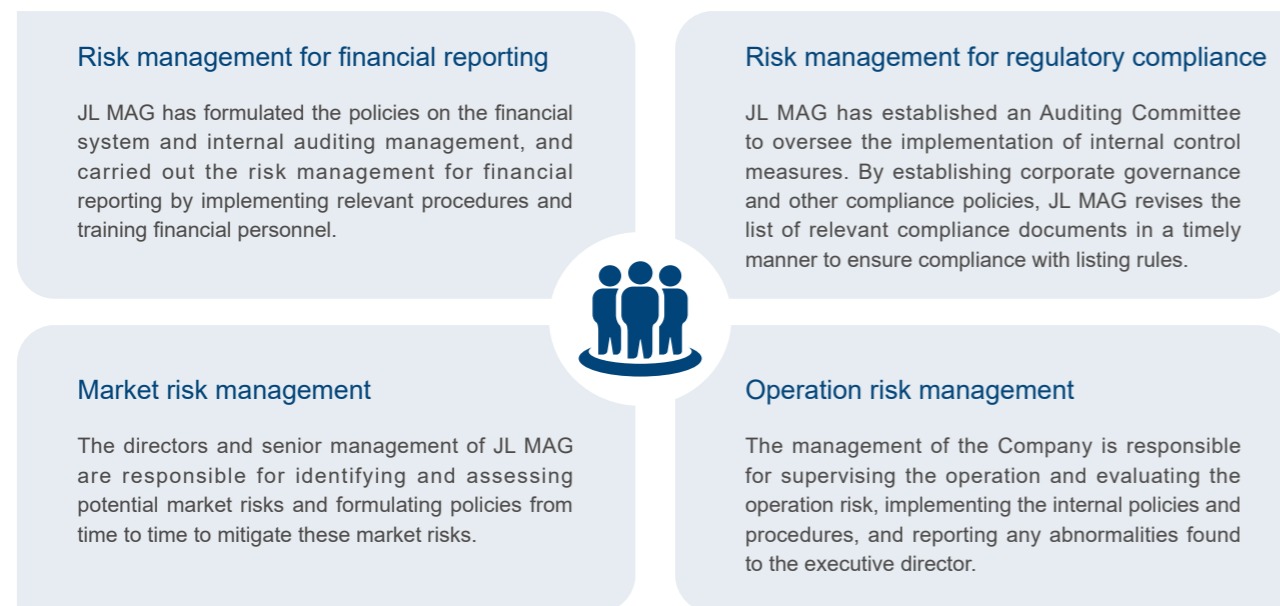 Risk management for financial reporting
JL MAG has formulated the policies on the financial
system and internal auditing management, and
carried out the risk management for financial
reporting by implementing relevant procedures and
training financial personnel.
Risk management for regulatory compliance
JL MAG has established an Auditing Committee
to oversee the implementation of internal control
measures. By establishing corporate governance
and other compliance policies, JL MAG revises the
list of relevant compliance documents in a timely
manner to ensure compliance with listing rules.
Market risk management
The directors and senior management of JL MAG
are responsible for identifying and assessing
potential market risks and formulating policies from
time to time to mitigate these market risks.
Operation risk management
The management of the Company is responsible
for supervising the operation and evaluating the
operation risk, implementing the internal policies and
procedures, and reporting any abnormalities found
to the executive director.